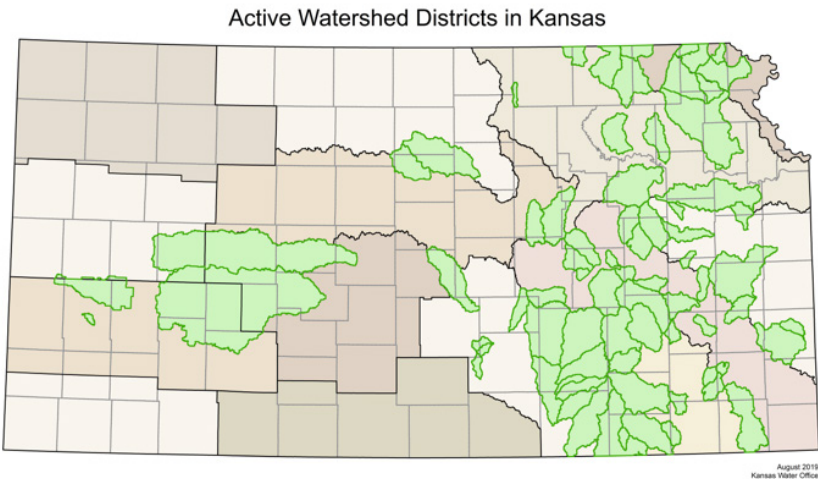 Active Watershed Districts in Kansas
August 2019
Kansas Water Office